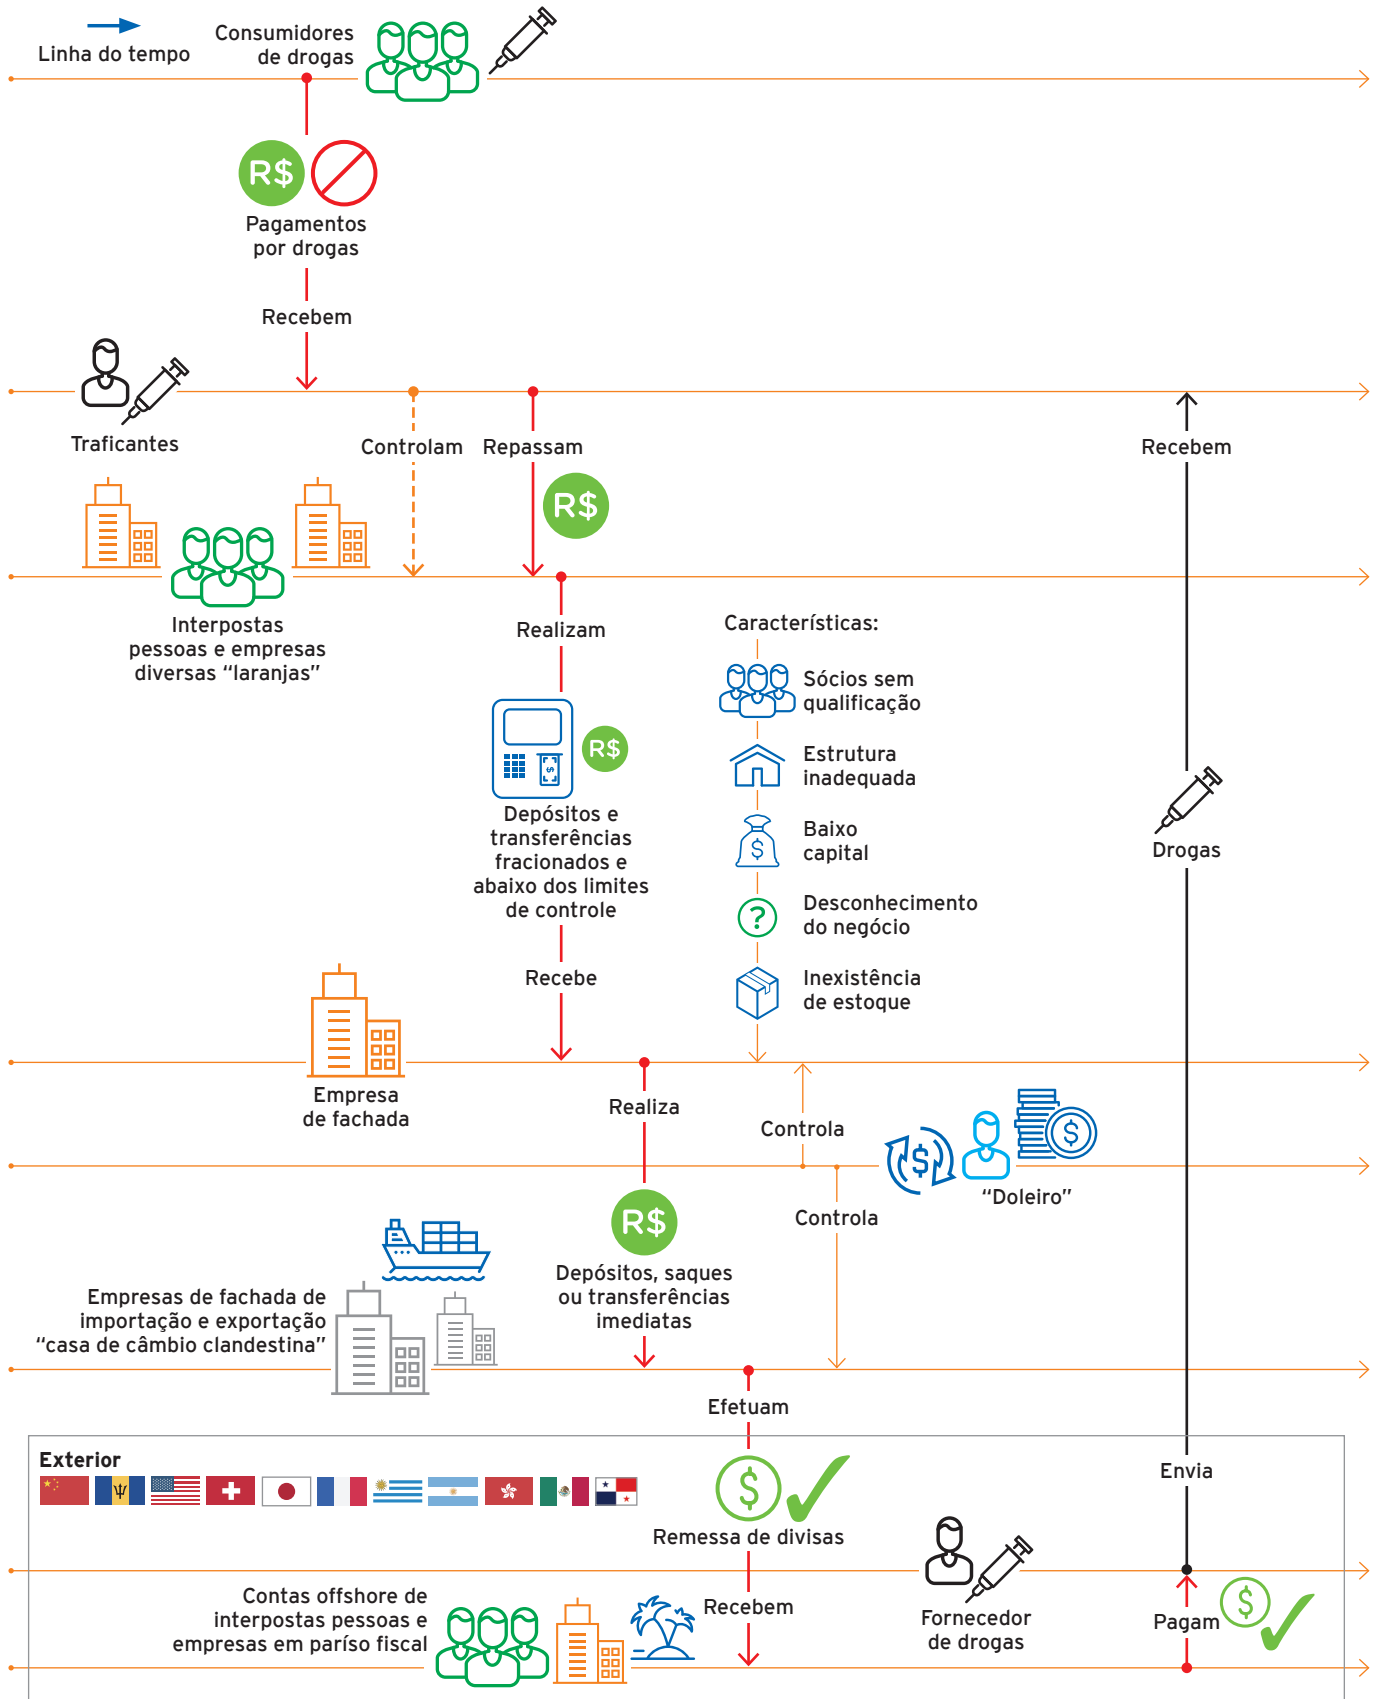 Linha do tempo
Consumidores
de drogas
R$
Pagamentos
por drogas
Recebem
Traficantes
Controlam
Repassam
Recebem
R$
Interpostas
pessoas e empresas
diversas “laranjas”
Realizam
Características:
Sócios sem
qualificação
R$
Estrutura
inadequada
Depósitos e
transferências
fracionados e
abaixo dos limites
de controle
$
Baixo
capital
Drogas
?
Desconhecimento
do negócio
Recebe
Inexistência
de estoque
Empresa
de fachada
Realiza
Controla
$
$
“Doleiro”
R$
Controla
Depósitos, saques
ou transferências
imediatas
Empresas de fachada de
importação e exportação
“casa de câmbio clandestina”
Efetuam
Exterior
$
Remessa de divisas
Envia
Contas offshore de
interpostas pessoas e
empresas em paríso fiscal
Recebem
Fornecedor
de drogas
Pagam
$